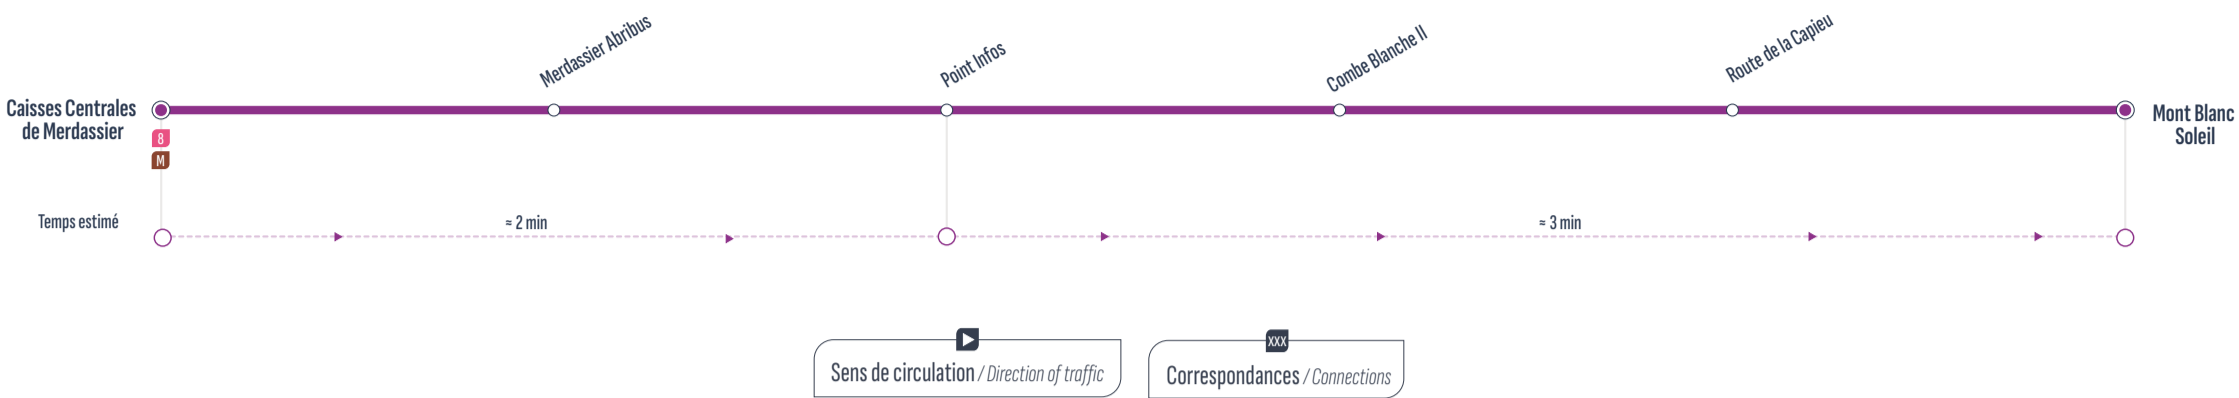 Merdassier Abribus
Point Infos
Combe Blanche II
Route de la Capieu
Caisses Centrales
de Merdassier
Mont Blanc
Soleil
8
M
Temps estimé
≈ 2 min
≈ 3 min
XXX
Sens de circulation / Direction of traffic
Correspondances / Connections